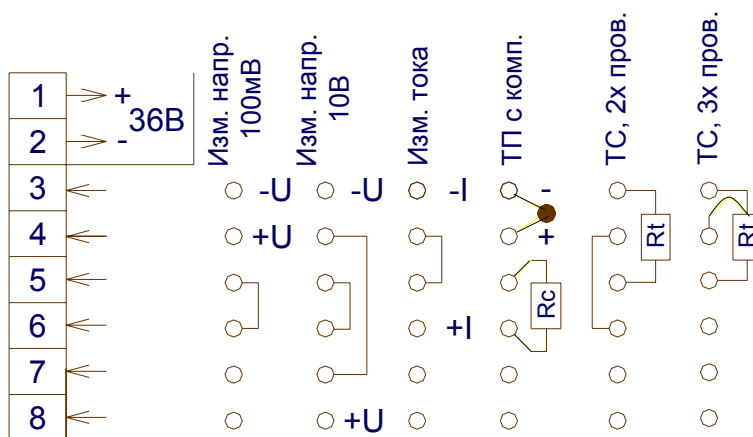 Изм. напр.
100мВ
Изм. напр.
10В
Изм. тока
ТП с комп.
ТС, 2х пров.
ТС, 3х пров.
1 +
36В
2 -
3 -U -U -I -
4 +U + Rt Rt
5
Rc
6 +I
7
8 +U